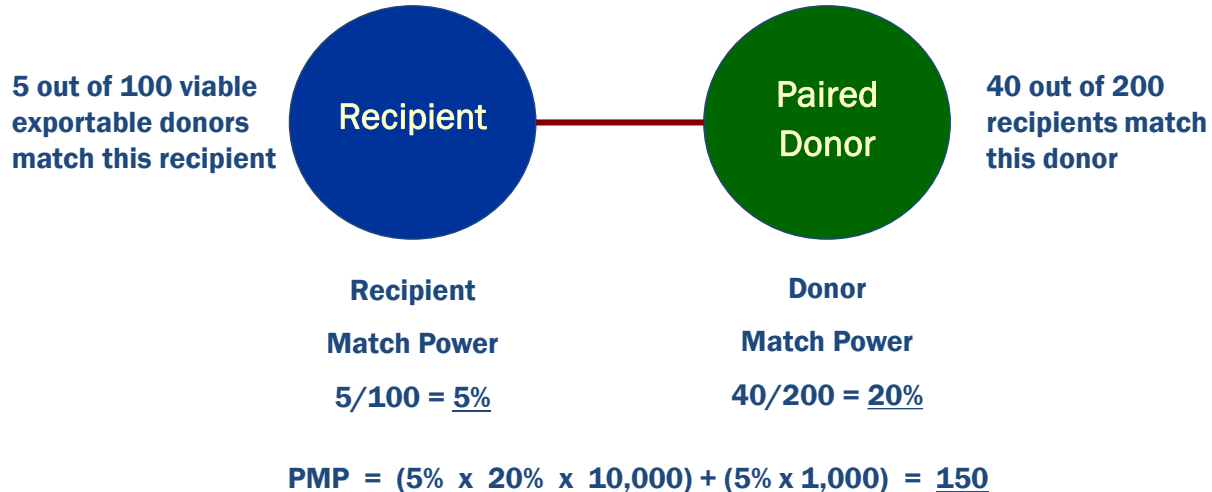 5 out of 100 viable
exportable donors
match this recipient
Recipient
Paired
Donor
40 out of 200
recipients match
this donor
Recipient
Match Power
5/100 = 5%
Donor
Match Power
40/200 = 20%
PMP = (5% x 20% x 10,000) + (5% x 1,000) = 150